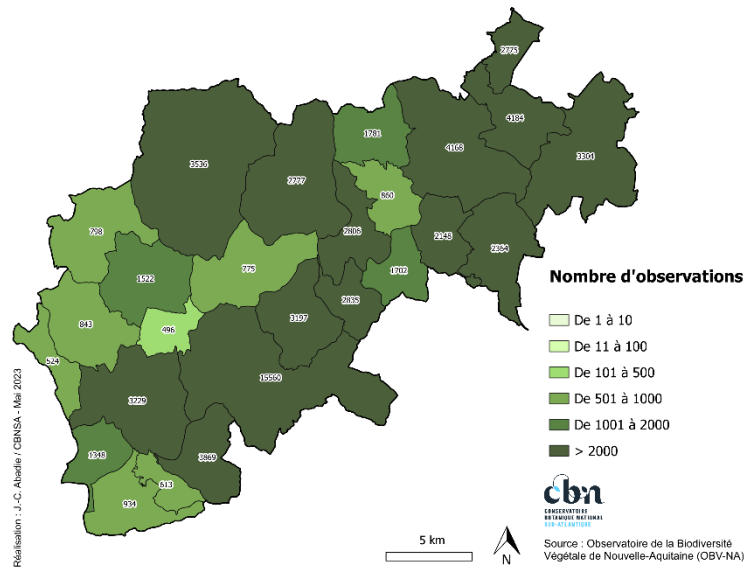 2775
4184
1781
4168
3304
3536
2777
860
798
2806
2148
2364
775
1522
1702
2835
843
496
3197
524
15560
3229
1348
3869
613
934
Nombre d'observations
De 1 à 10
De 11 à 100
De 101 à 500
De 501 à 1000
De 1001 à 2000
> 2000
Réalisation : J.-C. Abadie / CBNSA - Mai 2023
5 km
N
cbn
CONSERVATOIRE
BOTANIQUE NATIONAL
SUD-ATLANTIQUE
Source : Observatoire de la Biodiversité
Végétale de Nouvelle-Aquitaine (OBV-NA)